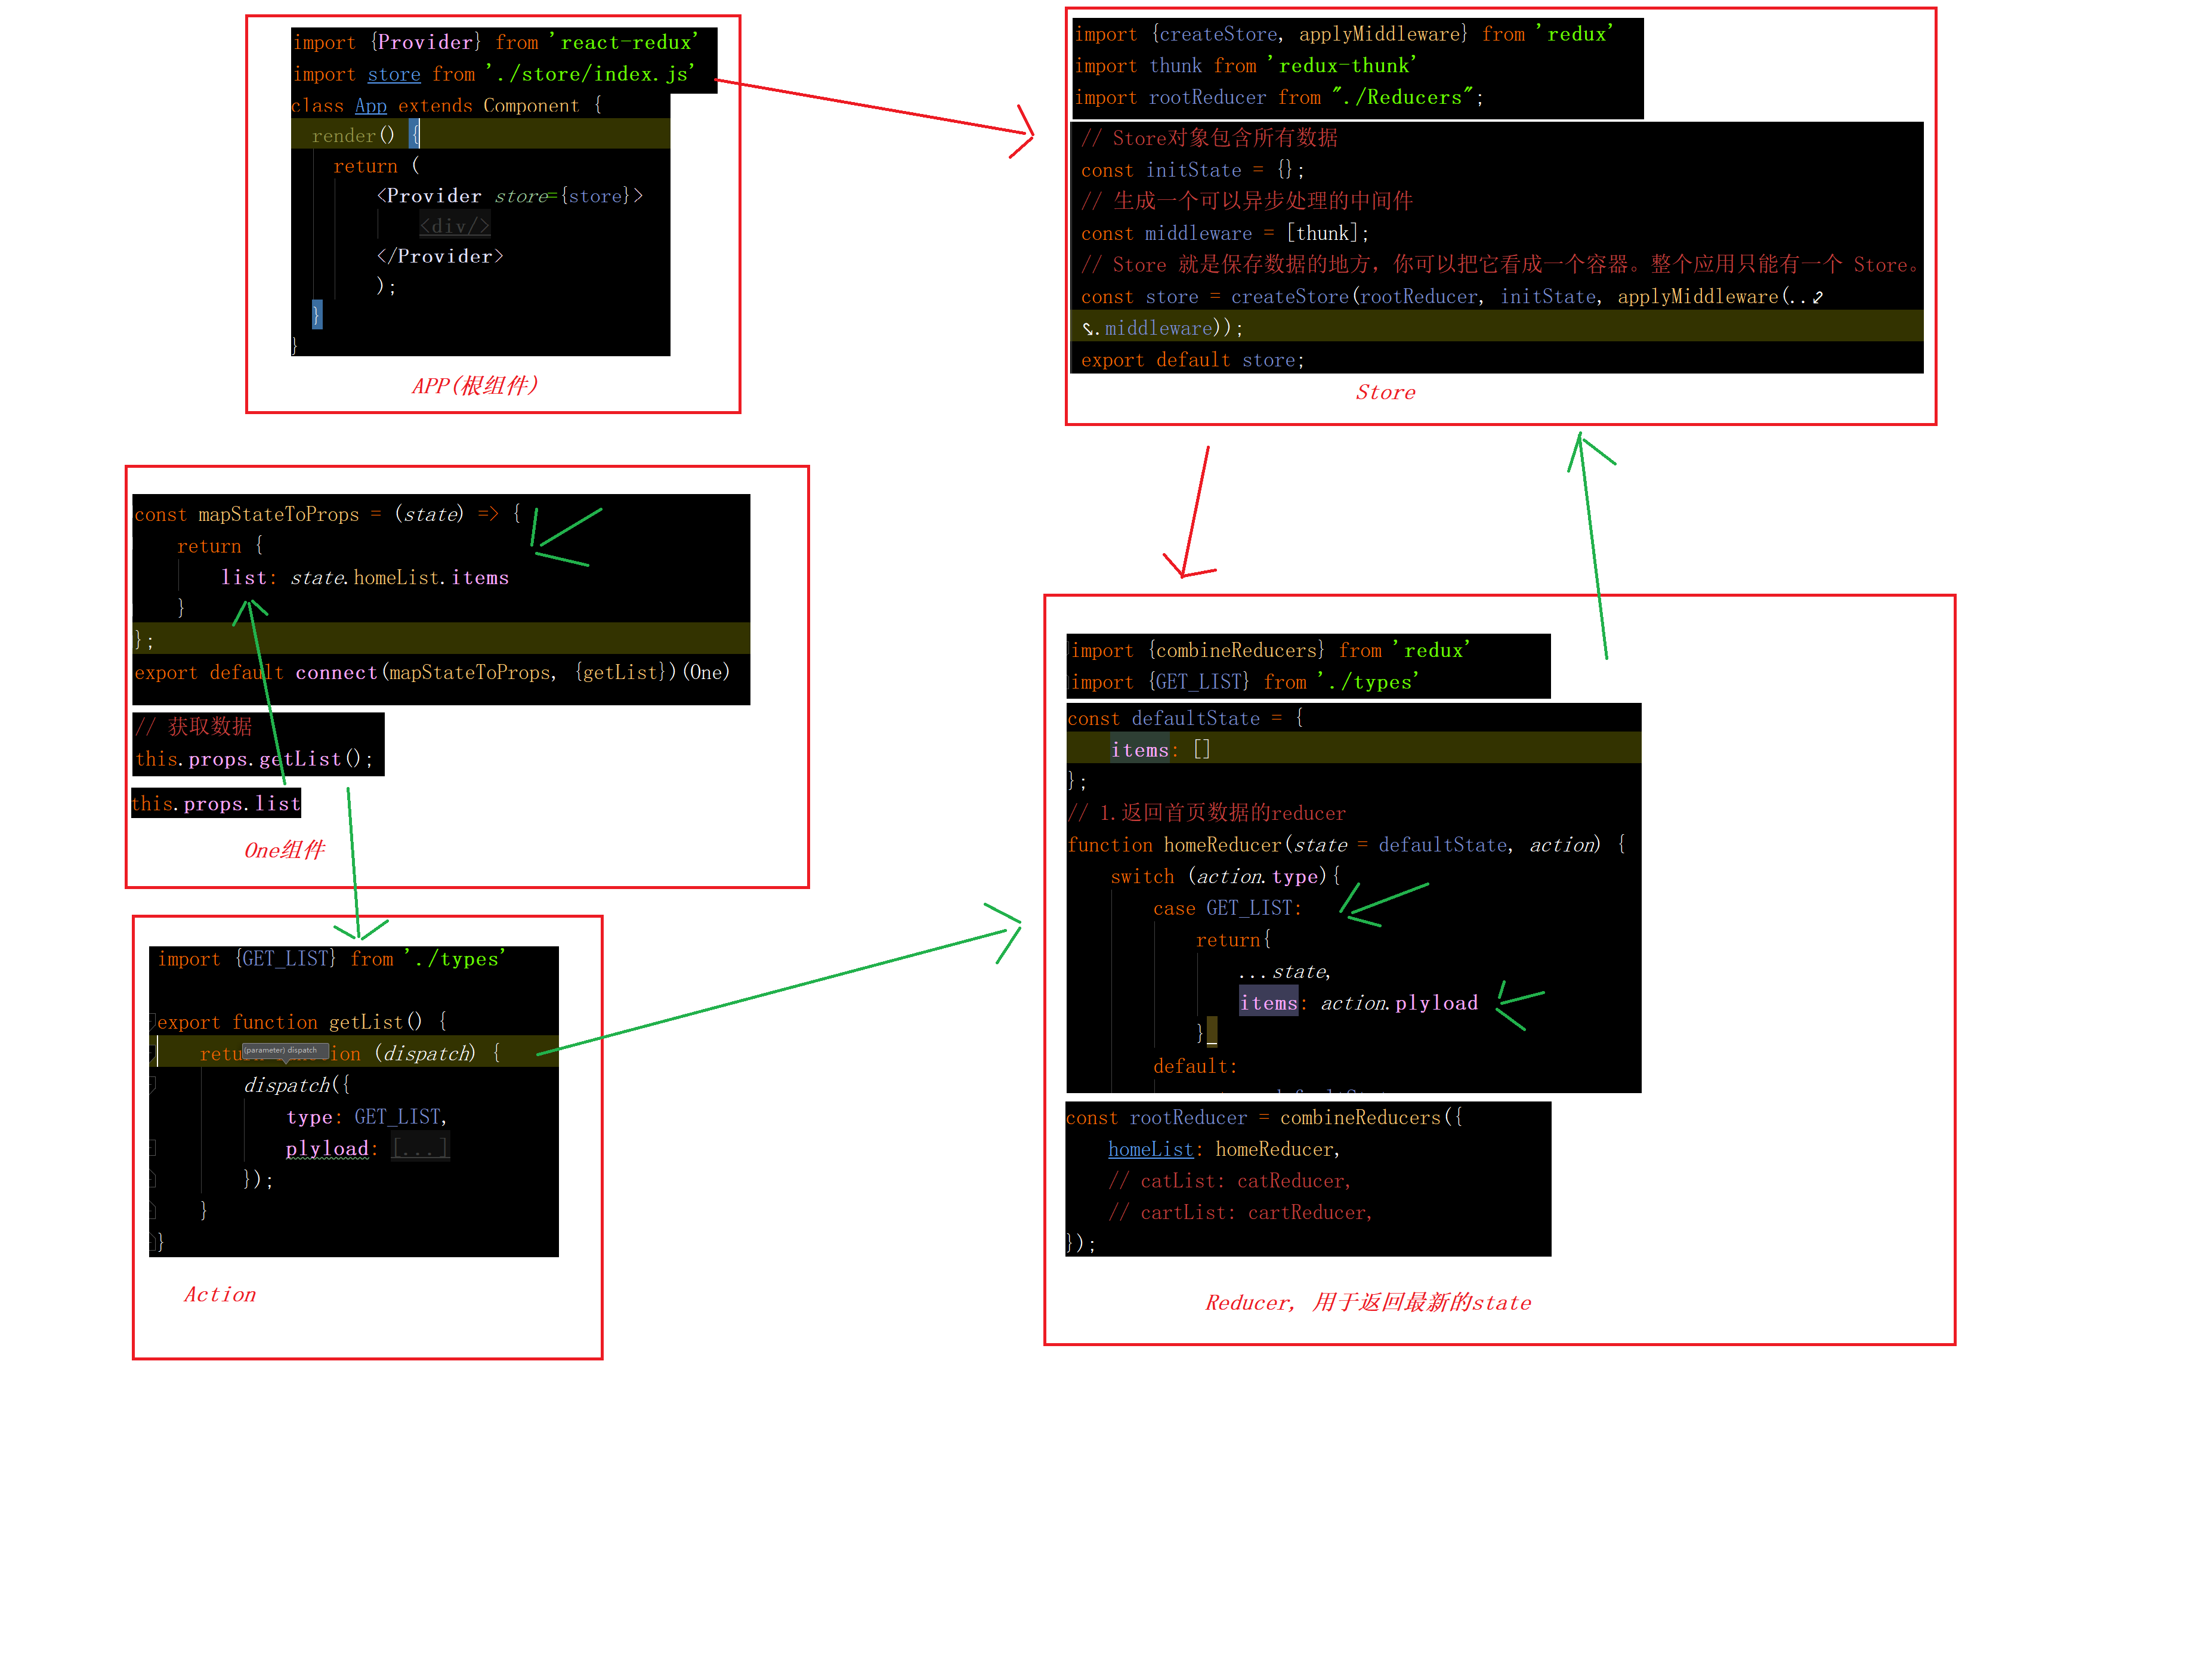 import {Provider} from 'react-redux'
import store from './store/index.js'
class App extends Component {
render() {
return (
<Provider store={store}>
<div/>
</Provider>
);
}
}
APP(根组件)
import {createStore, applyMiddleware} from 'redux'
import thunk from 'redux-thunk'
import rootReducer from "./Reducers";
// Store对象包含所有数据
const initState = {};
// 生成一个可以异步处理的中间件
const middleware = [thunk];
// Store 就是保存数据的地方，你可以把它看成一个容器。整个应用只能有一个 Store。
const store = createStore(rootReducer, initState, applyMiddleware(..
.middleware));
export default store;
Store
const mapStateToProps = (state) => {
return {
list: state.homeList.items
}
};
export default connect(mapStateToProps, {getList})(One)
// 获取数据
this.props.getList();
this.props.list
One组件
import {GET_LIST} from './types'
export function getList() {
(parameter) dispatch
(dispatch) {
dispatch({
type: GET_LIST,
plyload: [...]
});
}
}
Action
import {combineReducers} from 'redux'
import {GET_LIST} from './types'
const defaultState = {
items: []
};
// 1.返回首页数据的reducer
function homeReducer(state = defaultState, action) {
switch (action.type){
case GET_LIST:
return{
...state,
items: action.plyload
}
default:
const rootReducer = combineReducers({
homeList: homeReducer,
// catList: catReducer,
// cartList: cartReducer,
});
Reducer, 用于返回最新的state